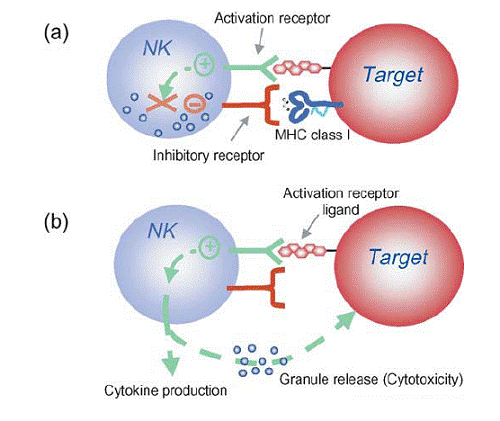 (a)
Activation receptor
NK
+
Target
−
MHC class I
Inhibitory receptor
(b)
Activation receptor
ligand
NK
+
Target
Cytokine production
Granule release (Cytotoxicity)